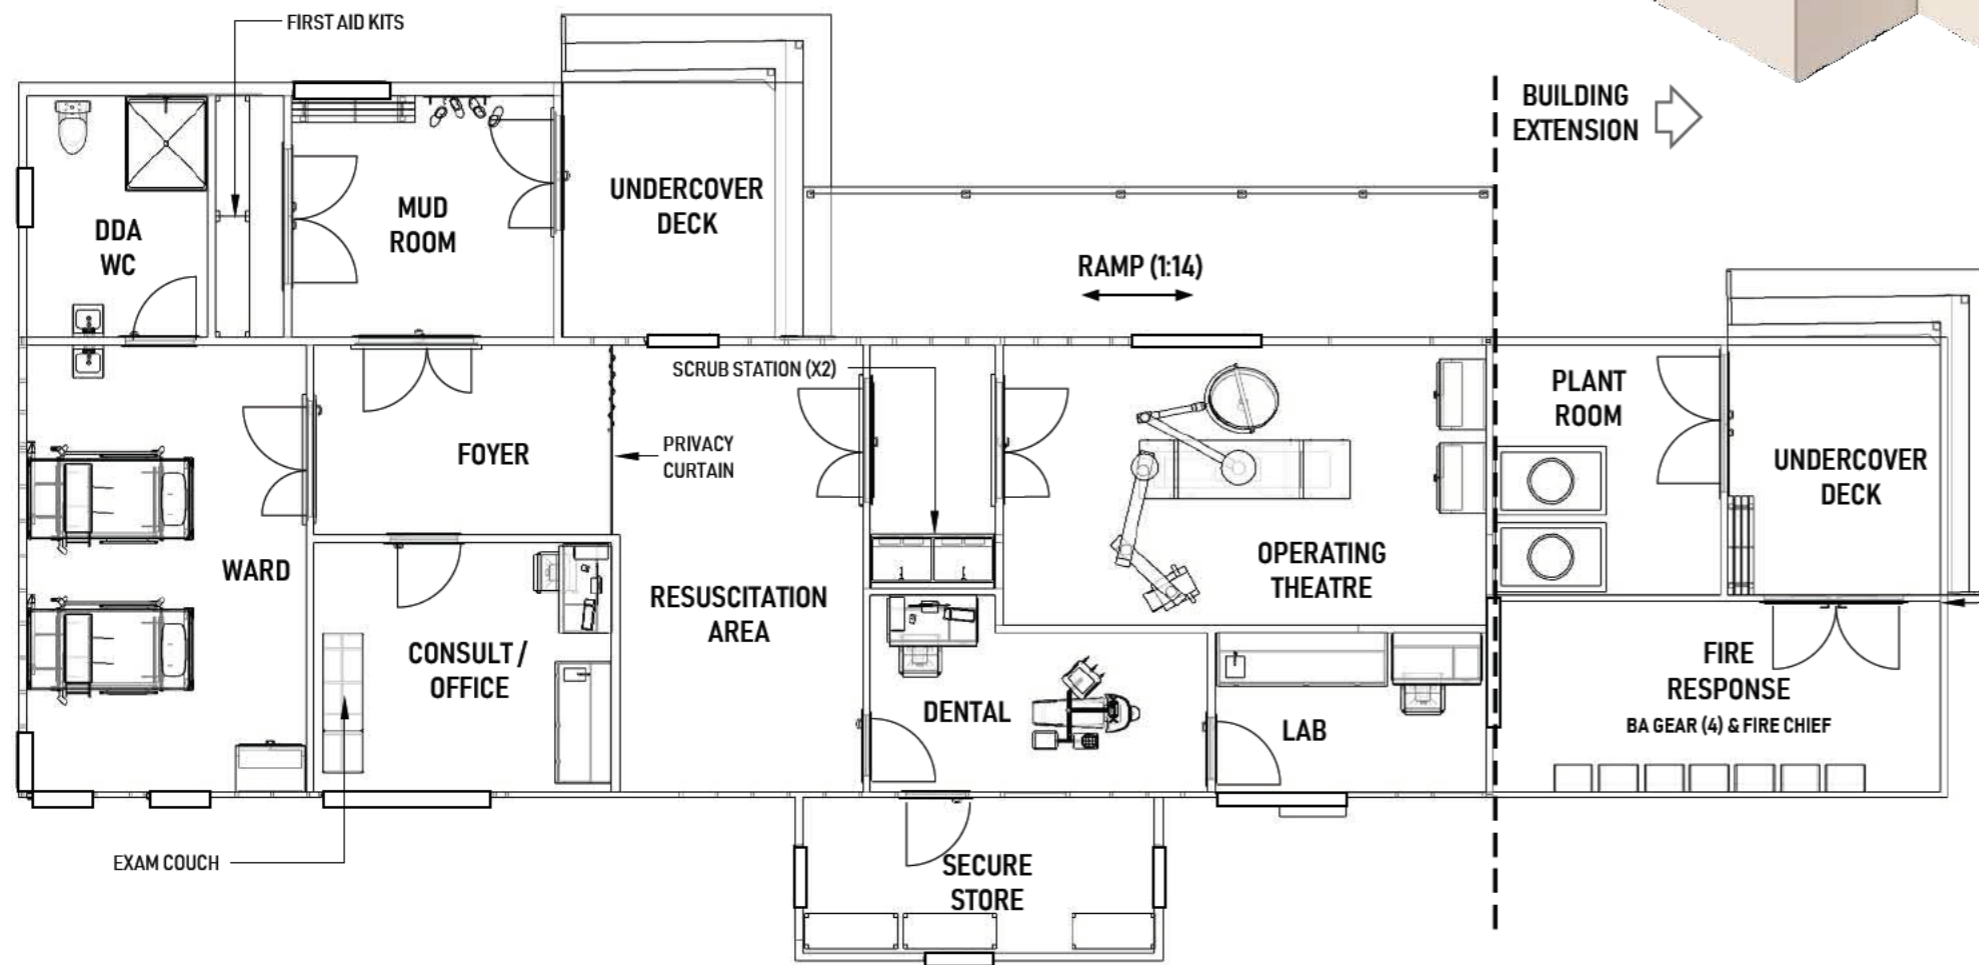 FIRST AID KITS
BUILDING
EXTENSION
DDA
WC
MUD
ROOM
UNDERCOVER
DECK
RAMP (1:14)
SCRUB STATION (X2)
PLANT
ROOM
FOYER
PRIVACY
CURTAIN
UNDERCOVER
DECK
WARD
OPERATING
THEATRE
RESUSCITATION
AREA
CONSULT /
OFFICE
DENTAL
LAB
FIRE
RESPONSE
BA GEAR (4) & FIRE CHIEF
EXAM COUCH
SECURE
STORE